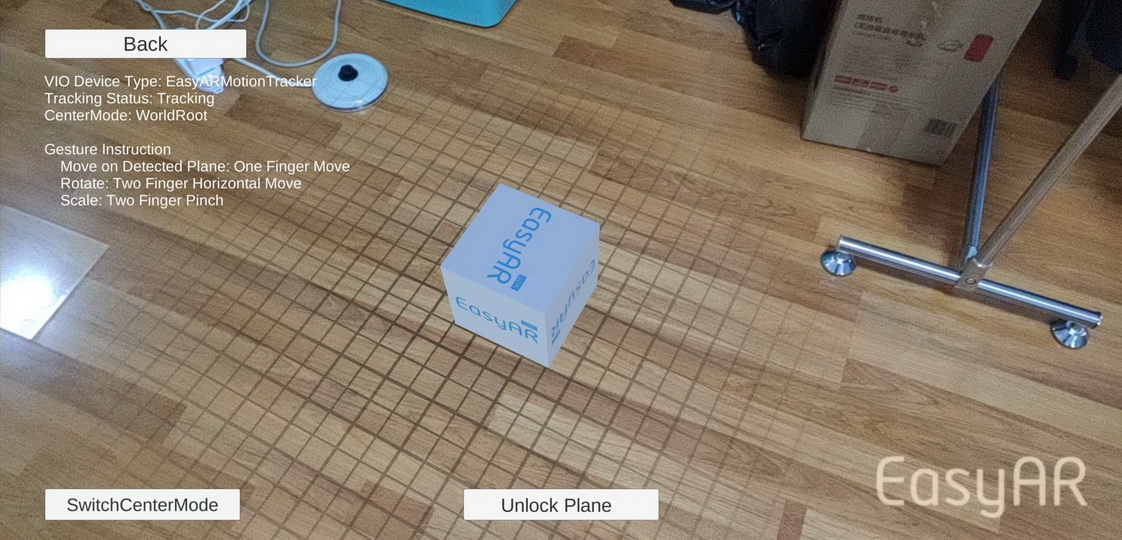 Back
VIO Device Type: EasyARMotionTracker
Tracking Status: Tracking
CenterMode: WorldRoot
Gesture Instruction
Move on Detected Plane: One Finger Move
Rotate: Two Finger Horizontal Move
Scale: Two Finger Pinch
EasyAR
EasyAR
EasyAR
EasyAR
SwitchCenterMode
Unlock Plane